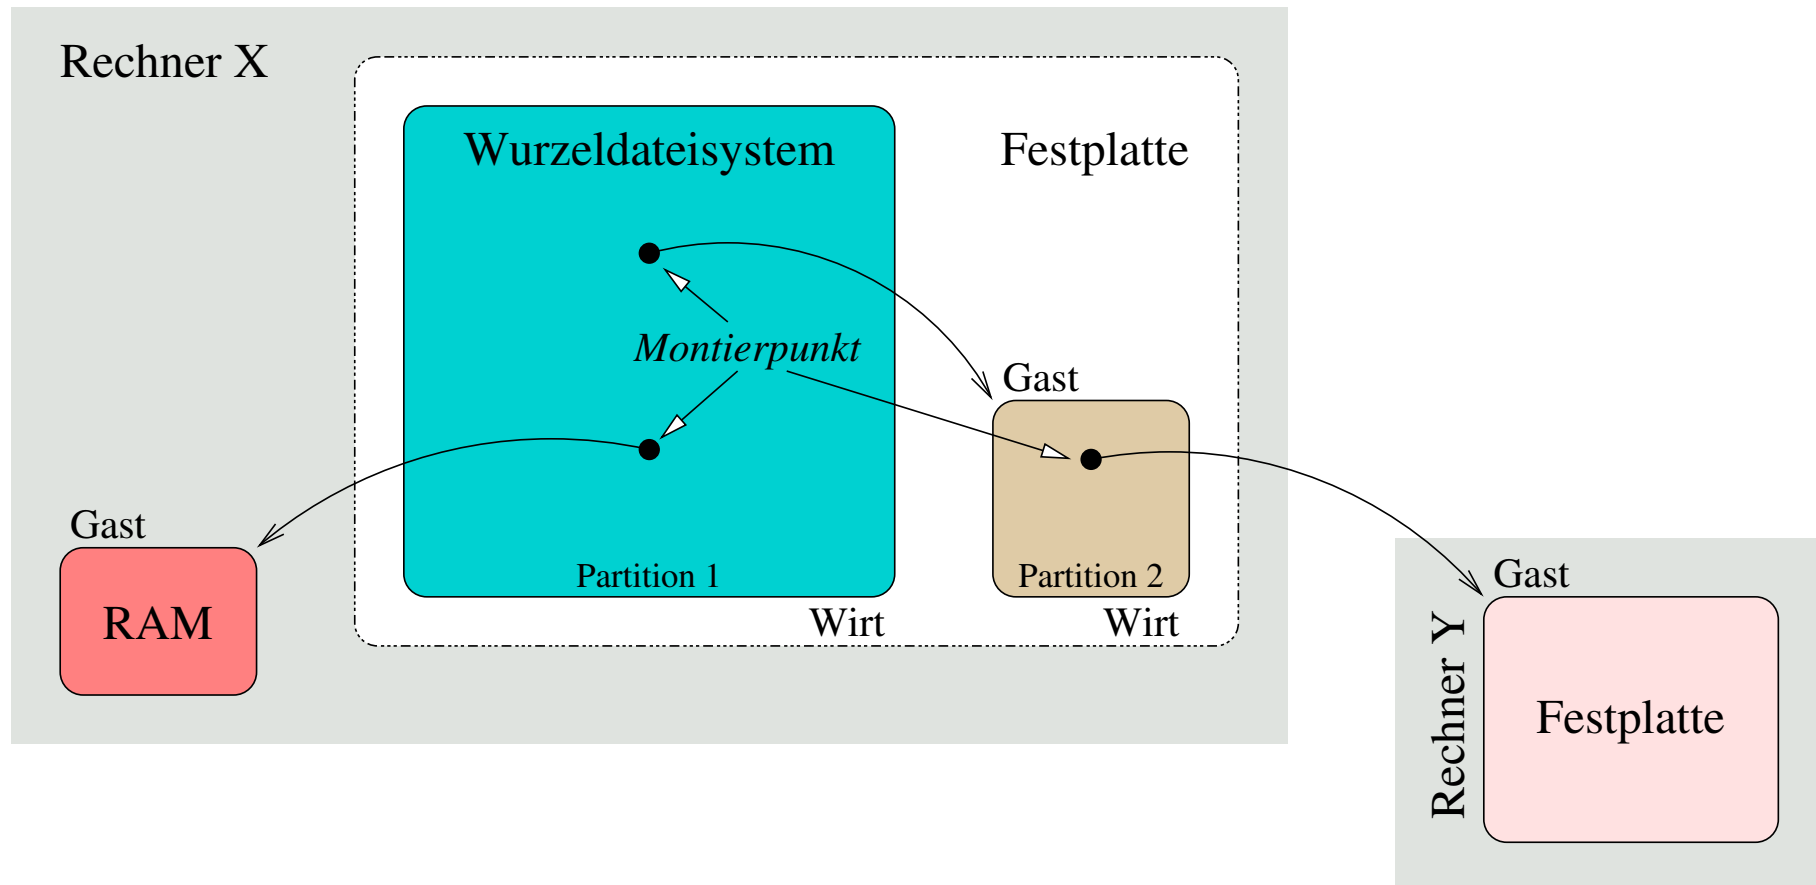 Rechner X
Wurzeldateisystem
Festplatte
Montierpunkt
Gast
Gast
RAM
Partition 1
Wirt
Partition 2
Wirt
Gast
Rechner Y
Festplatte